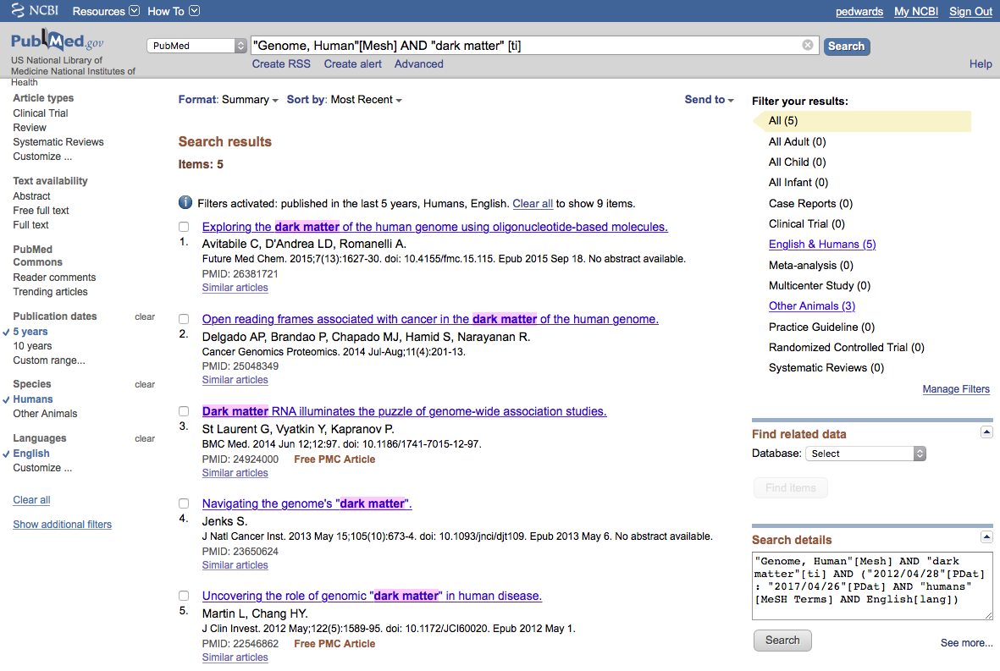 NCBI Resources How To pedwards My NCBI Sign Out
PubMed.gov
US National Library of
Medicine National Institutes of
Health
PubMed "Genome, Human"[Mesh] AND "dark matter" [ti] Search
Create RSS Create alert Advanced Help
Article types
Clinical Trial
Review
Systematic Reviews
Customize ...
Text availability
Abstract
Free full text
Full text
PubMed
Commons
Reader comments
Trending articles
Publication dates clear
5 years
10 years
Custom range...
Species clear
Humans
Other Animals
Languages clear
English
Customize ...
Clear all
Show additional filters
Format: Summary Sort by: Most Recent Send to
Search results
Items: 5
Filters activated: published in the last 5 years, Humans, English. Clear all to show 9 items.
Exploring the dark matter of the human genome using oligonucleotide-based molecules.
1. Avitabile C, D'Andrea LD, Romanelli A.
Future Med Chem. 2015;7(13):1627-30. doi: 10.4155/fmc.15.115. Epub 2015 Sep 18. No abstract available.
PMID: 26381721
Similar articles
Open reading frames associated with cancer in the dark matter of the human genome.
2. Delgado AP, Brandao P, Chapado MJ, Hamid S, Narayanan R.
Cancer Genomics Proteomics. 2014 Jul-Aug;11(4):201-13.
PMID: 25048349
Similar articles
Dark matter RNA illuminates the puzzle of genome-wide association studies.
3. St Laurent G, Vyatkin Y, Kapranov P.
BMC Med. 2014 Jun 12;12:97. doi: 10.1186/1741-7015-12-97.
PMID: 24924000 Free PMC Article
Similar articles
Navigating the genome's "dark matter".
4. Jenks S.
J Natl Cancer Inst. 2013 May 15;105(10):673-4. doi: 10.1093/jnci/djt109. Epub 2013 May 6. No abstract available.
PMID: 23650624
Similar articles
Uncovering the role of genomic "dark matter" in human disease.
5. Martin L, Chang HY.
J Clin Invest. 2012 May;122(5):1589-95. doi: 10.1172/JCI60020. Epub 2012 May 1.
PMID: 22546862 Free PMC Article
Similar articles
Filter your results:
All (5)
All Adult (0)
All Child (0)
All Infant (0)
Case Reports (0)
Clinical Trial (0)
English & Humans (5)
Meta-analysis (0)
Multicenter Study (0)
Other Animals (3)
Practice Guideline (0)
Randomized Controlled Trial (0)
Systematic Reviews (0)
Manage Filters
Find related data
Database: Select
Find items
Search details
"Genome, Human"[Mesh] AND "dark
matter"[ti] AND ("2012/04/28"[PDat]
: "2017/04/26"[PDat] AND "humans"
[MeSH Terms] AND English[lang])
Search See more...